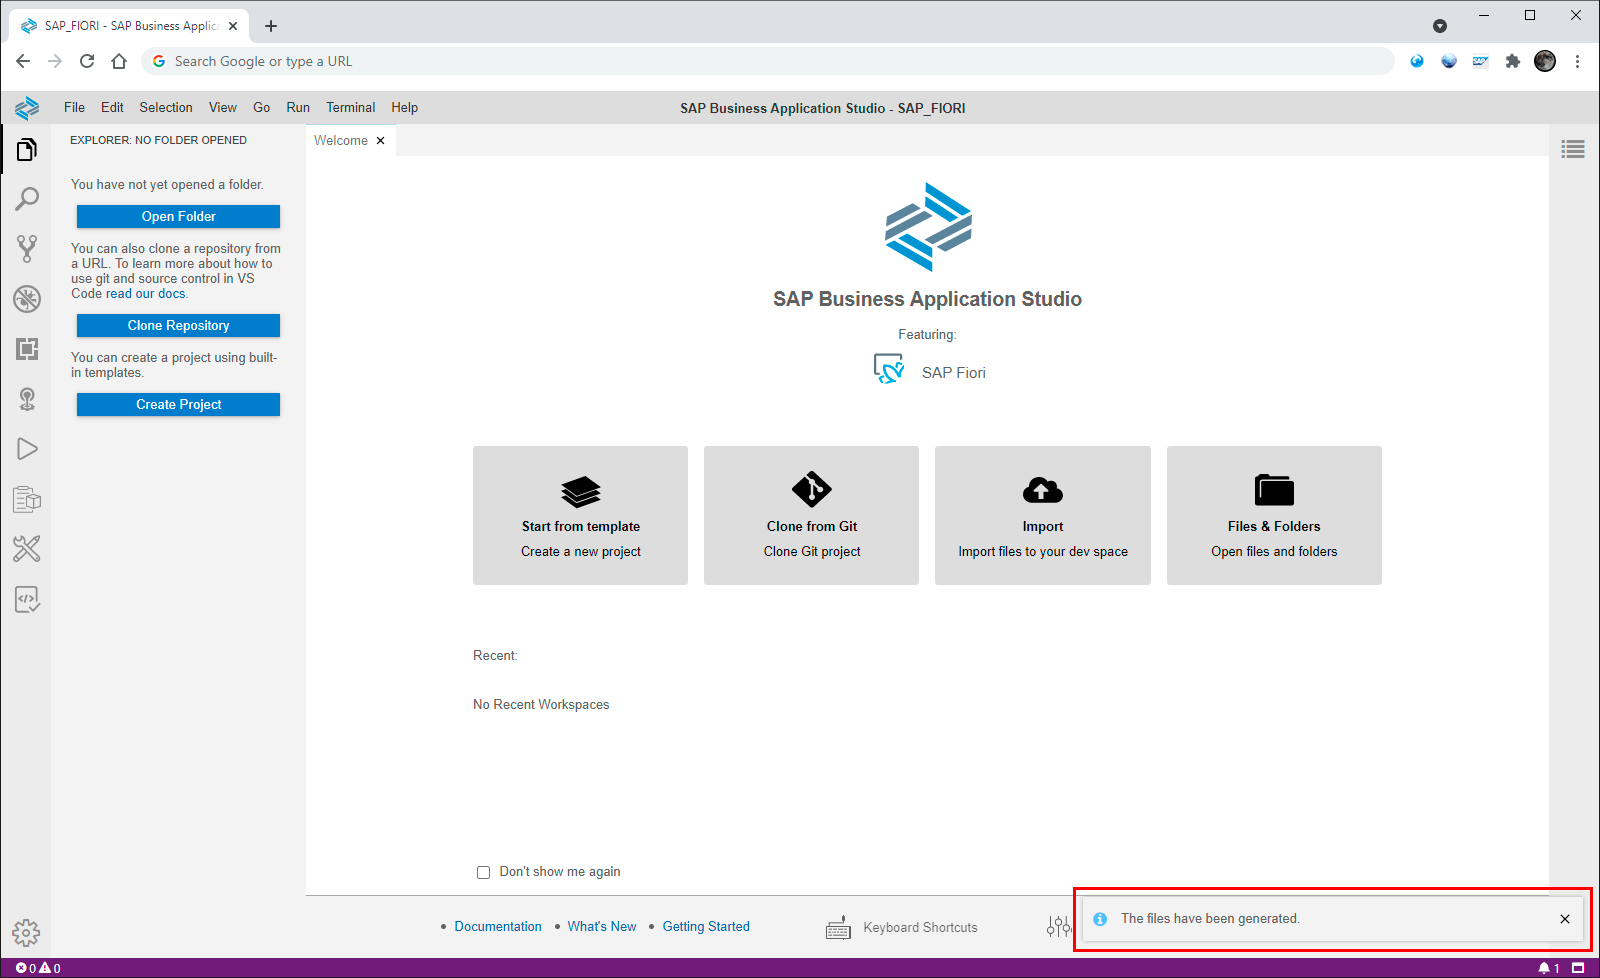 SAP_FIORI - SAP Business Applic
Search Google or type a URL
SAP
File Edit Selection View Go Run Terminal Help
SAP Business Application Studio - SAP_FIORI
EXPLORER: NO FOLDER OPENED
Welcome
You have not yet opened a folder.
Open Folder
You can also clone a repository from
a URL. To learn more about how to
use git and source control in VS
Code read our docs.
Clone Repository
You can create a project using built-
in templates.
Create Project
SAP Business Application Studio
Featuring:
SAP Fiori
Start from template
Create a new project
Clone from Git
Clone Git project
Import
Import files to your dev space
Files & Folders
Open files and folders
Recent:
No Recent Workspaces
Don't show me again
• Documentation • What's New • Getting Started
Keyboard Shortcuts
The files have been generated.
0 0
1